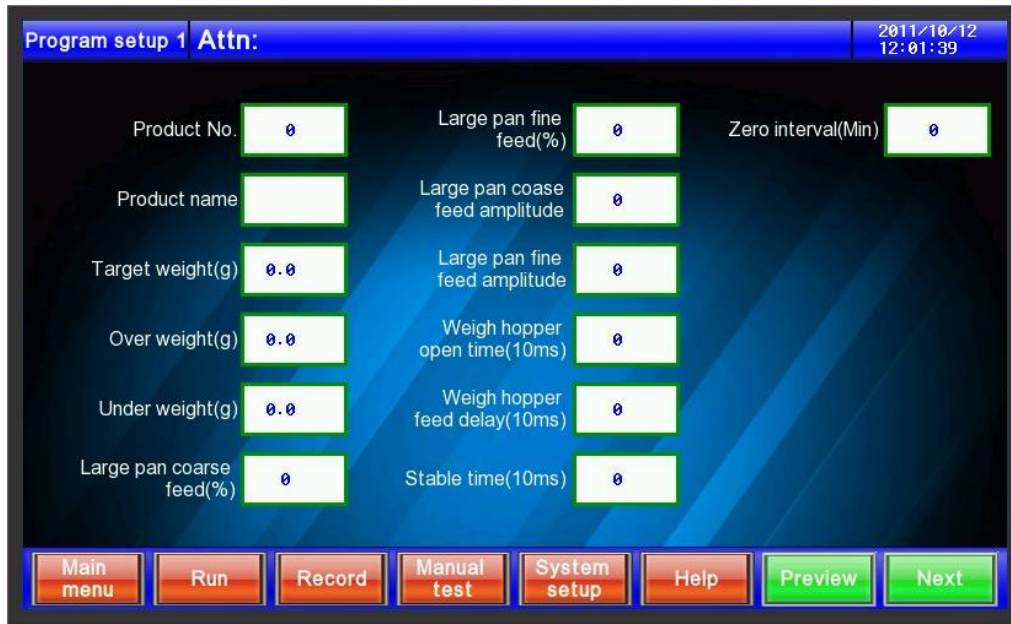 Program setup 1 Attn: 2011/10/12
12:01:39
Product No. 0
Large pan fine
feed(%) 0
Zero interval(Min) 0
Product name
Large pan coase
feed amplitude 0
Target weight(g) 0.0
Large pan fine
feed amplitude 0
Over weight(g) 0.0
Weigh hopper
open time(10ms) 0
Under weight(g) 0.0
Weigh hopper
feed delay(10ms) 0
Large pan coarse
feed(%) 0
Stable time(10ms) 0
Main
menu
Run
Record
Manual
test
System
setup
Help
Preview
Next